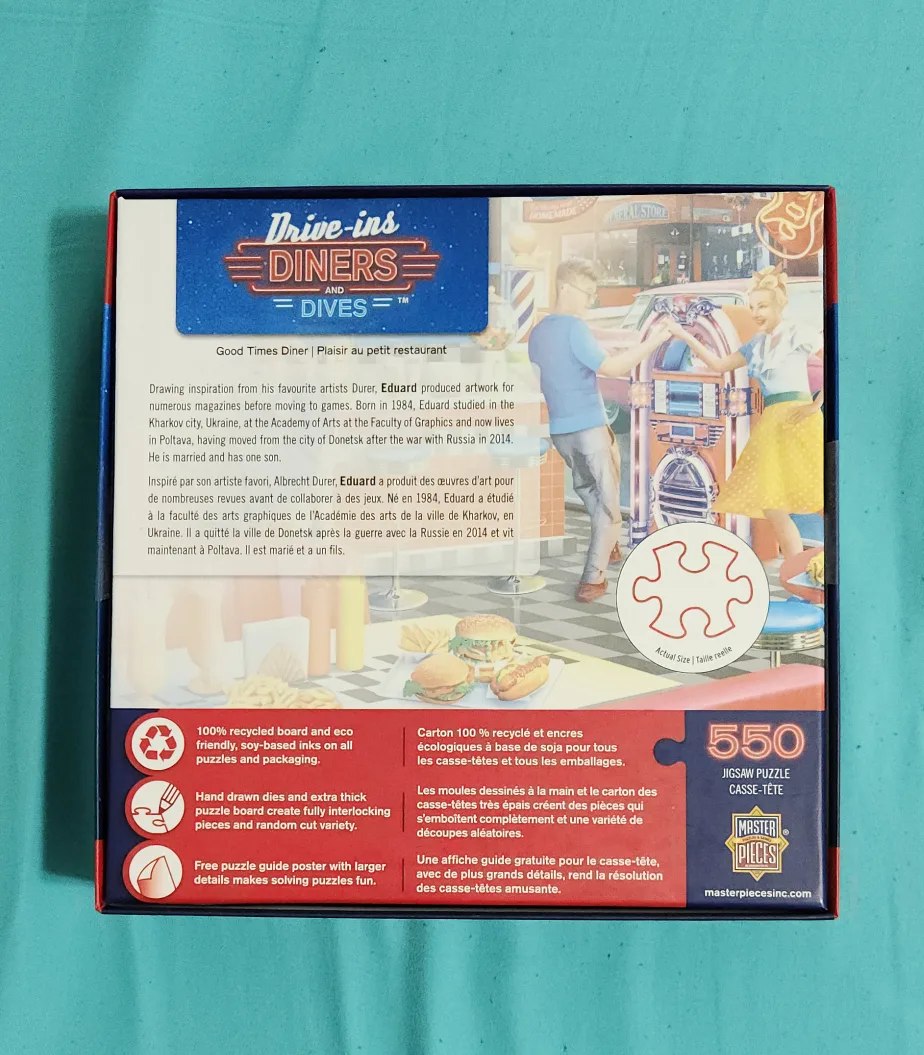 Drive-ins
DINERS
AND
DIVES ™
Good Times Diner | Plaisir au petit restaurant
Drawing inspiration from his favourite artists Durer, Eduard produced artwork for
numerous magazines before moving to games. Born in 1984, Eduard studied in the
Kharkov city, Ukraine, at the Academy of Arts at the Faculty of Graphics and now lives
in Poltava, having moved from the city of Donetsk after the war with Russia in 2014.
He is married and has one son.
Inspiré par son artiste favori, Albrecht Durer, Eduard a produit des œuvres d'art pour
de nombreuses revues avant de collaborer à des jeux. Né en 1984, Eduard a étudié
à la faculté des arts graphiques de l'Académie des arts de la ville de Kharkov, en
Ukraine. Il a quitté la ville de Donetsk après la guerre avec la Russie en 2014 et vit
maintenant à Poltava. Il est marié et a un fils.
HOMEMADE
STORE
Actual Size | Taille reelle
100% recycled board and eco
friendly, soy-based inks on all
puzzles and packaging.
Carton 100 % recyclé et encres
écologiques à base de soja pour tous
les casse-têtes et tous les emballages.
Hand drawn dies and extra thick
puzzle board create fully interlocking
pieces and random cut variety.
Les moules dessinés à la main et le carton des
casse-têtes très épais créent des pièces qui
s'emboîtent complètement et une variété de
découpes aléatoires.
Free puzzle guide poster with larger
details makes solving puzzles fun.
Une affiche guide gratuite pour le casse-tête,
avec de plus grands détails, rend la résolution
des casse-têtes amusante.
550
JIGSAW PUZZLE
CASSE-TÊTE
MASTER
PIECES ®
masterpiecesinc.com